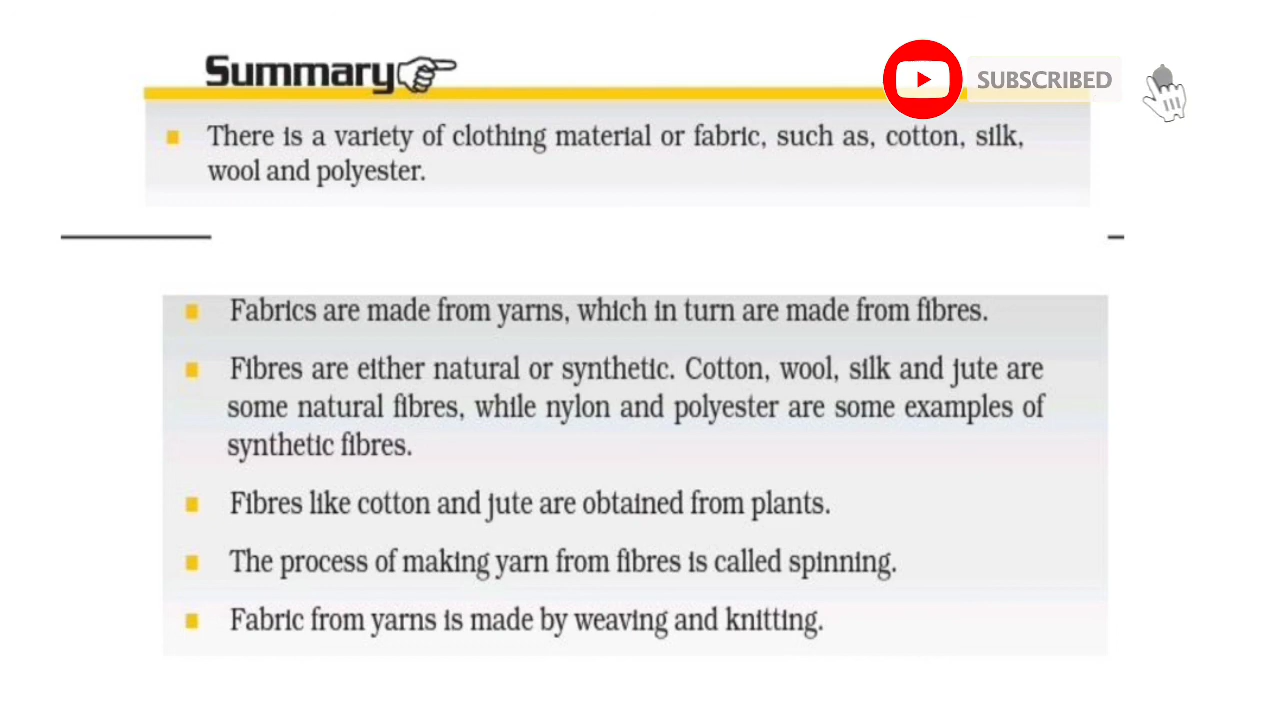 Summary
SUBSCRIBED
There is a variety of clothing material or fabric, such as, cotton, silk,
wool and polyester.
Fabrics are made from yarns, which in turn are made from fibres.
Fibres are either natural or synthetic. Cotton, wool, silk and jute are
some natural fibres, while nylon and polyester are some examples of
synthetic fibres.
Fibres like cotton and jute are obtained from plants.
The process of making yarn from fibres is called spinning.
Fabric from yarns is made by weaving and knitting.